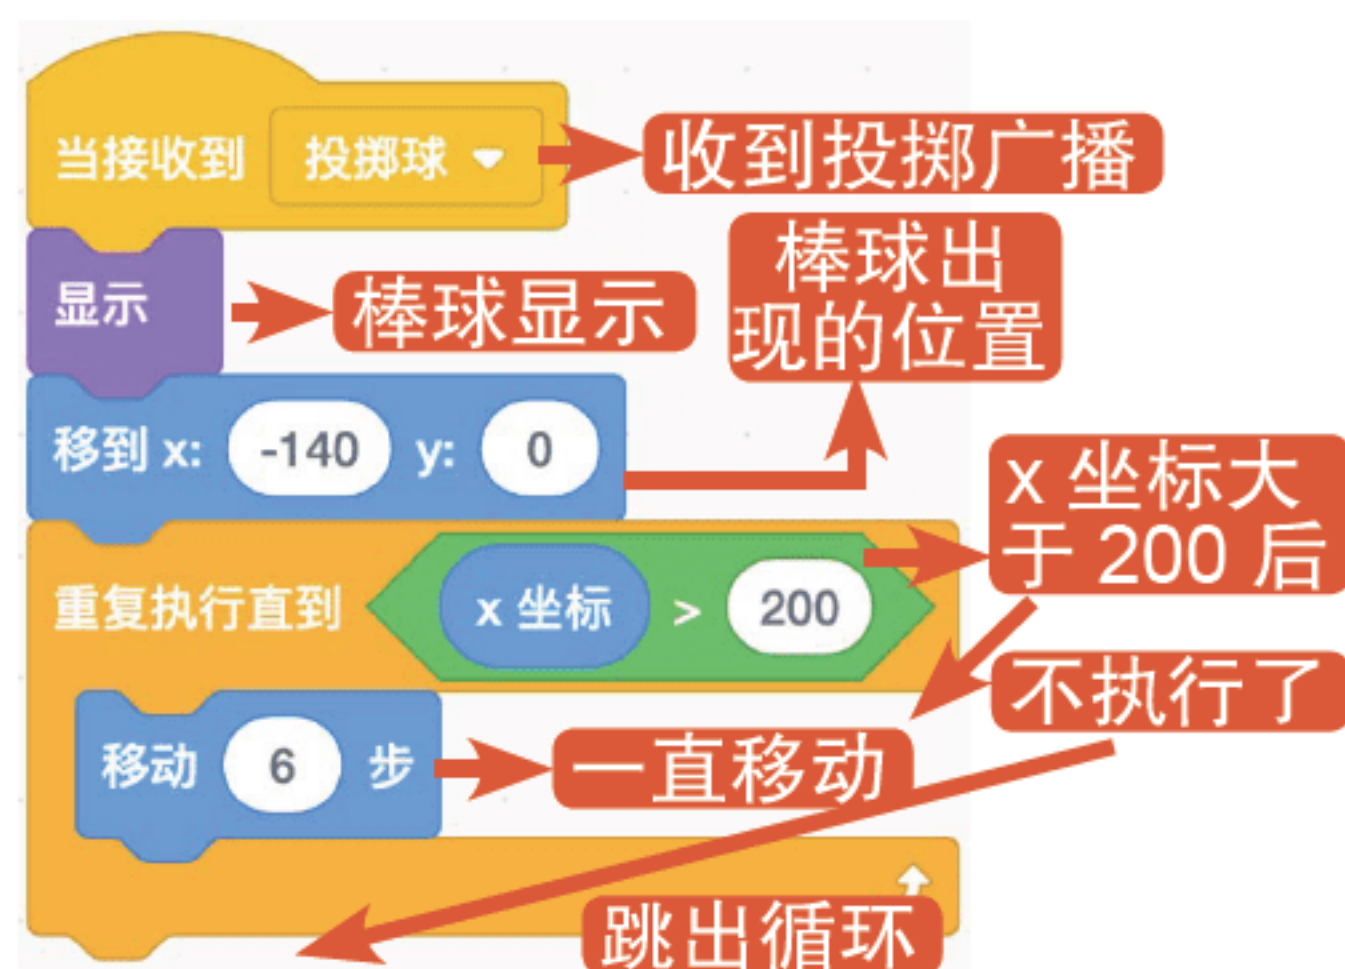 当接收到 投掷球
收到投掷广播
显示
棒球显示
棒球出
现的位置
移到 x: -140 y: 0
重复执行直到 x 坐标 > 200
x 坐标大
于 200 后
不执行了
移动 6 步
一直移动
跳出循环